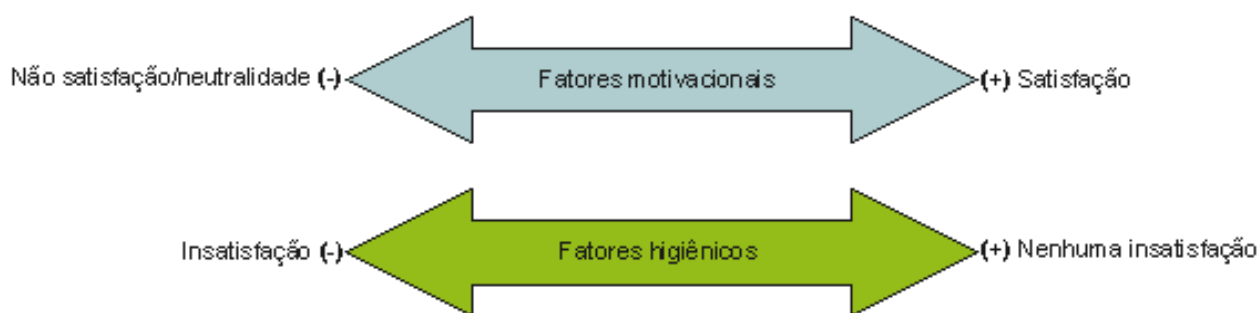 Não satisfação/neutralidade (-) Fatores motivacionais (+) Satisfação
Insatisfação (-) Fatores higiênicos (+) Nenhuma insatisfação